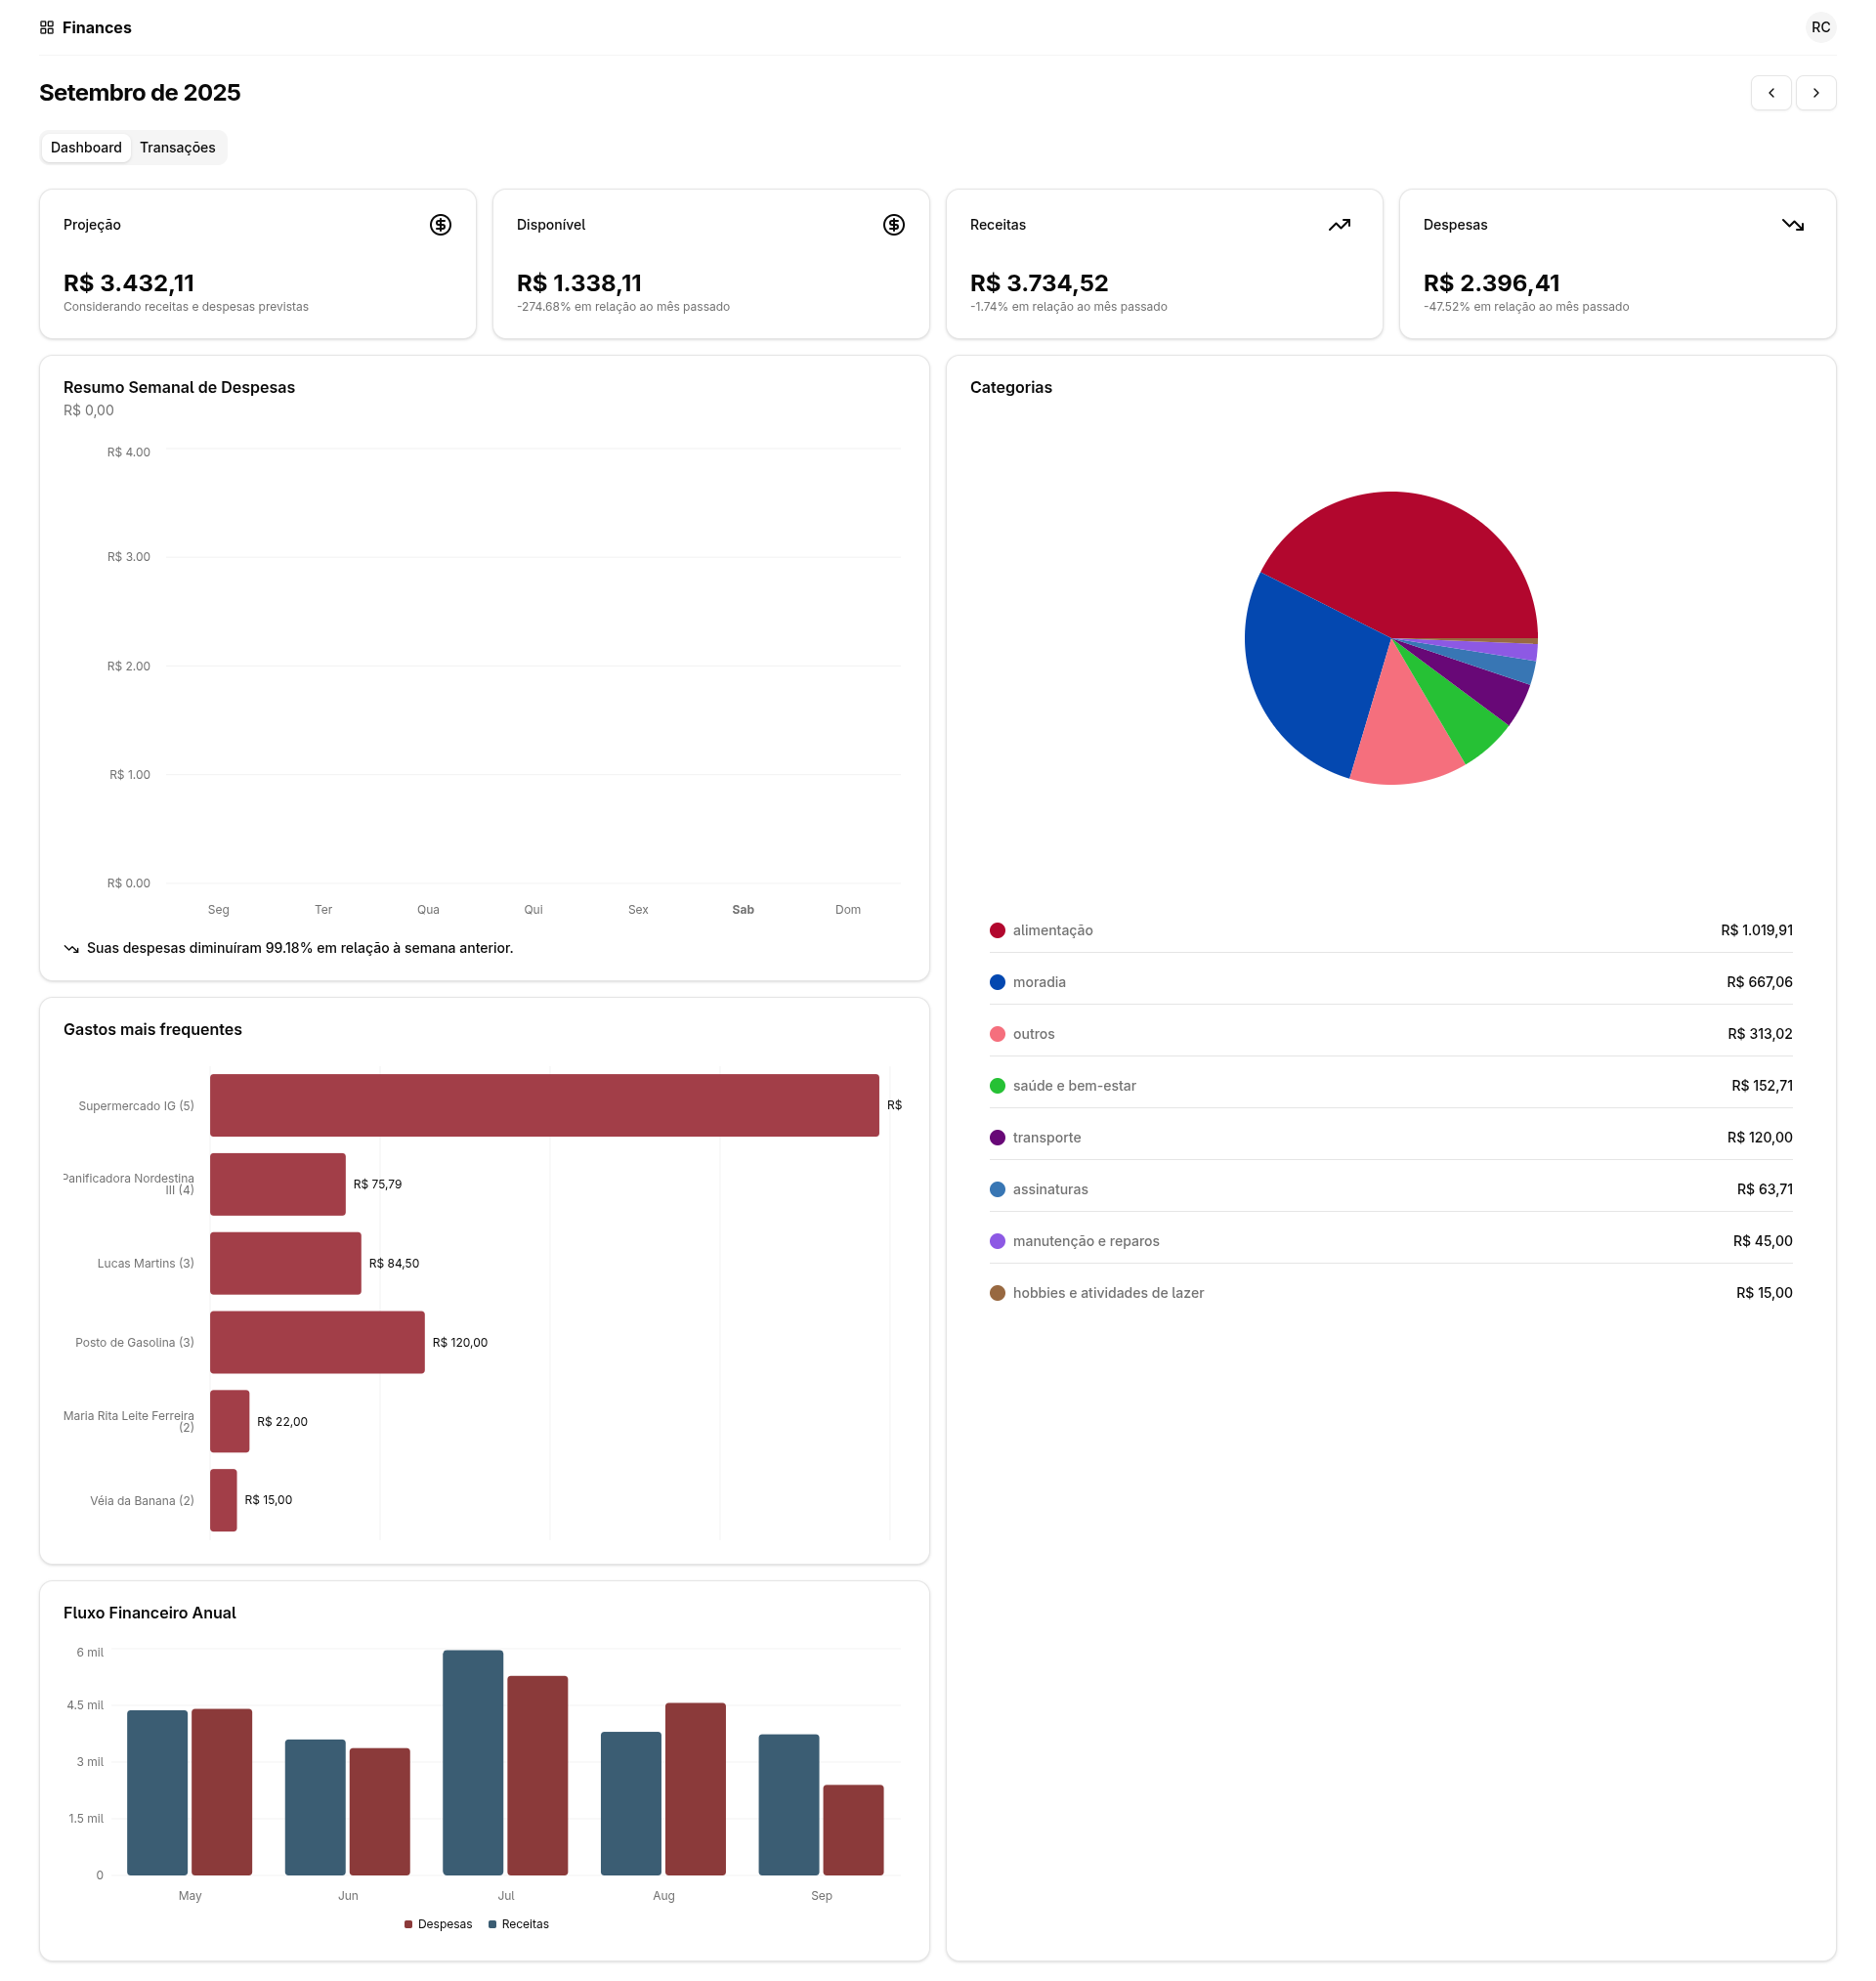 Finances
RC
Setembro de 2025
Dashboard
Transações
Projeção
R$ 3.432,11
Considerando receitas e despesas previstas
Disponível
R$ 1.338,11
-274.68% em relação ao mês passado
Receitas
R$ 3.734,52
-1.74% em relação ao mês passado
Despesas
R$ 2.396,41
-47.52% em relação ao mês passado
Resumo Semanal de Despesas
R$ 0,00
R$ 4.00
R$ 3.00
R$ 2.00
R$ 1.00
R$ 0.00
Seg
Ter
Qua
Qui
Sex
Sab
Dom
Suas despesas diminuíram 99.18% em relação à semana anterior.
Gastos mais frequentes
Supermercado IG (5)
R$
Panificadora Nordestina
III (4)
R$ 75,79
Lucas Martins (3)
R$ 84,50
Posto de Gasolina (3)
R$ 120,00
Maria Rita Leite Ferreira
(2)
R$ 22,00
Véia da Banana (2)
R$ 15,00
Fluxo Financeiro Anual
6 mil
4.5 mil
3 mil
1.5 mil
0
May
Jun
Jul
Aug
Sep
Despesas
Receitas
Categorias
alimentação
R$ 1.019,91
moradia
R$ 667,06
outros
R$ 313,02
saúde e bem-estar
R$ 152,71
transporte
R$ 120,00
assinaturas
R$ 63,71
manutenção e reparos
R$ 45,00
hobbies e atividades de lazer
R$ 15,00